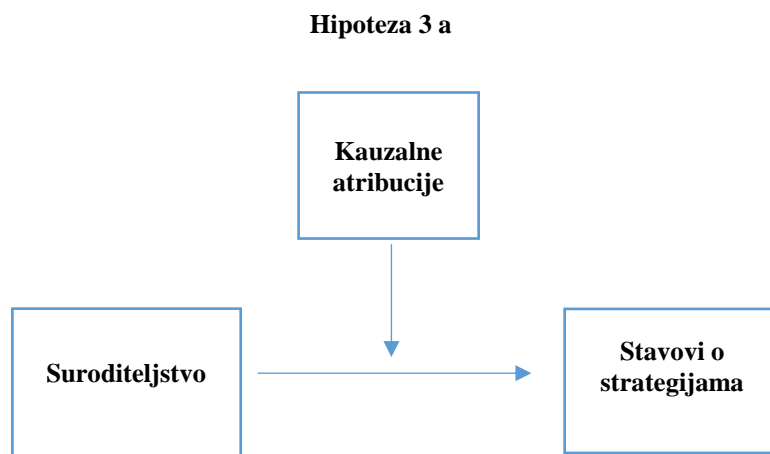 Hipoteza 3 a
Kauzalne
atribucije
Suroditeljstvo
Stavovi o
strategijama